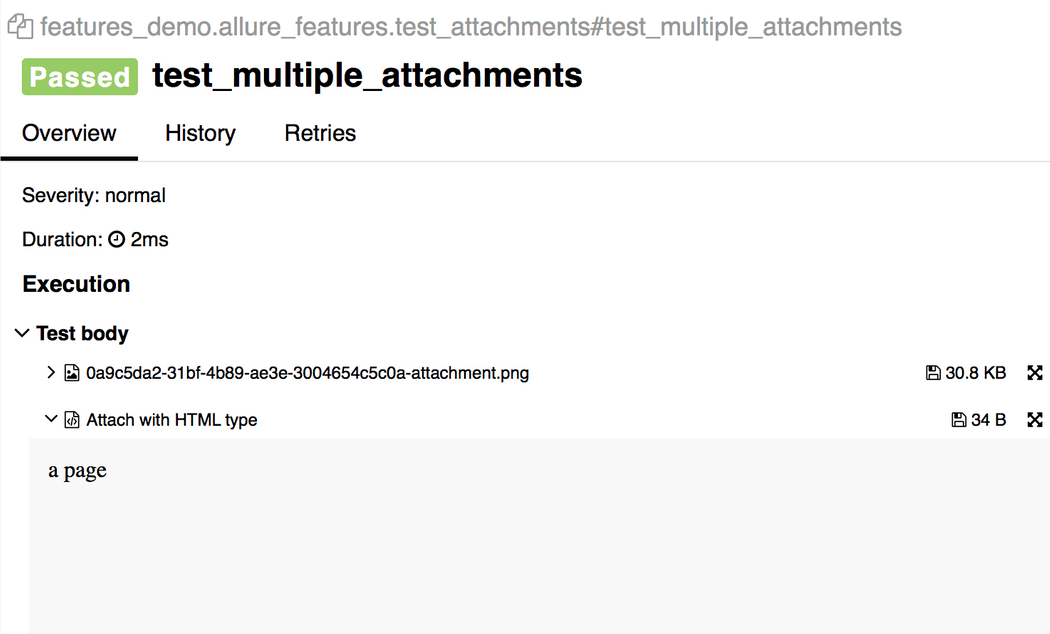 features_demo.allure_features.test_attachments#test_multiple_attachments
Passed test_multiple_attachments
Overview History Retries
Severity: normal
Duration: 2ms
Execution
Test body
0a9c5da2-31bf-4b89-ae3e-3004654c5c0a-attachment.png 30.8 KB
Attach with HTML type 34 B
a page